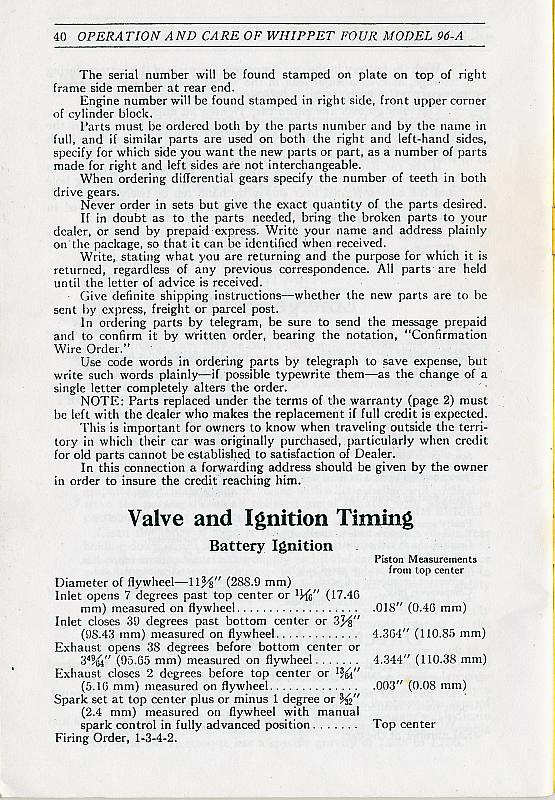 40 OPERATION AND CARE OF WHIPPET FOUR MODEL 96-A
The serial number will be found stamped on plate on top of right
frame side member at rear end.
Engine number will be found stamped in right side, front upper corner
of cylinder block.
Parts must be ordered both by the parts number and by the name in
full, and if similar parts are used on both the right and left-hand sides,
specify for which side you want the new parts or part, as a number of parts
made for right and left sides are not interchangeable.
When ordering differential gears specify the number of teeth in both
drive gears.
Never order in sets but give the exact quantity of the parts desired.
If in doubt as to the parts needed, bring the broken parts to your
dealer, or send by prepaid express. Write your name and address plainly
on the package, so that it can be identified when received.
Write, stating what you are returning and the purpose for which it is
returned, regardless of any previous correspondence. All parts are held
until the letter of advice is received.
Give definite shipping instructions—whether the new parts are to be
sent by express, freight or parcel post.
In ordering parts by telegram, be sure to send the message prepaid
and to confirm it by written order, bearing the notation, "Confirmation
Wire Order."
Use code words in ordering parts by telegraph to save expense, but
write such words plainly—if possible typewrite them—as the change of a
single letter completely alters the order.
NOTE: Parts replaced under the terms of the warranty (page 2) must
be left with the dealer who makes the replacement if full credit is expected.
This is important for owners to know when traveling outside the terri-
tory in which their car was originally purchased, particularly when credit
for old parts cannot be established to satisfaction of Dealer.
In this connection a forwarding address should be given by the owner
in order to insure the credit reaching him.
Valve and Ignition Timing
Battery Ignition
Piston Measurements
from top center
Diameter of flywheel—11⅜" (288.9 mm)
Inlet opens 7 degrees past top center or 11/16" (17.46
mm) measured on flywheel.................. .018" (0.46 mm)
Inlet closes 39 degrees past bottom center or 3⅞"
(98.43 mm) measured on flywheel............ 4.364" (110.85 mm)
Exhaust opens 38 degrees before bottom center or
3 49/64" (95.65 mm) measured on flywheel....... 4.344" (110.38 mm)
Exhaust closes 2 degrees before top center or 13/64"
(5.16 mm) measured on flywheel............. .003" (0.08 mm)
Spark set at top center plus or minus 1 degree or 3/32"
(2.4 mm) measured on flywheel with manual
spark control in fully advanced position....... Top center
Firing Order, 1-3-4-2.